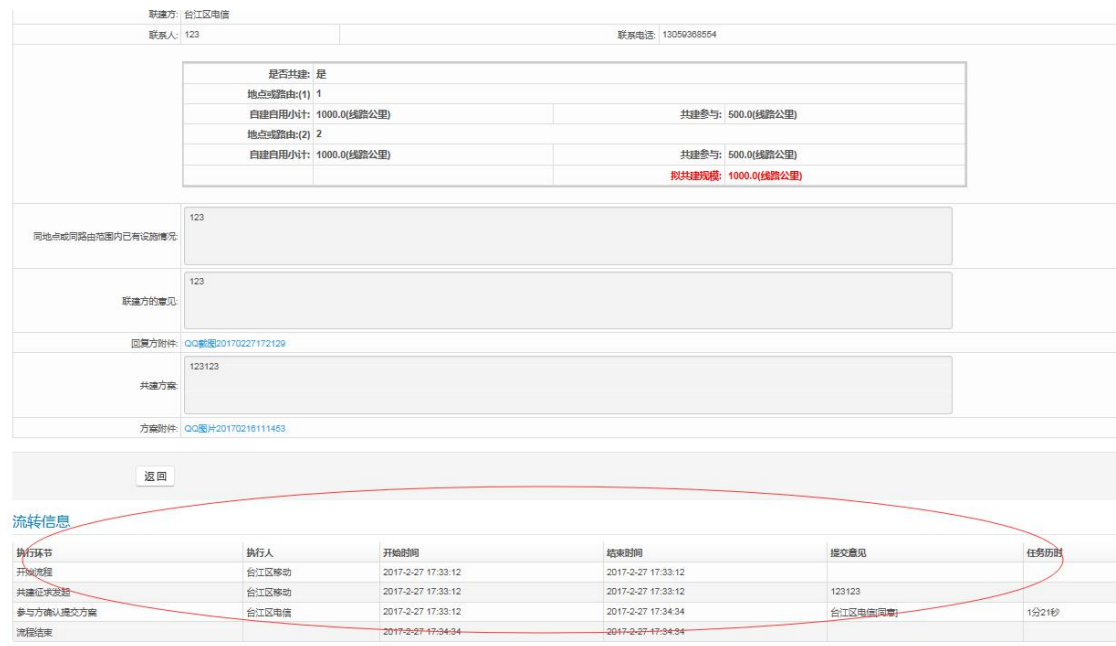 联建方: 台江区电信
联系人: 123 联系电话: 13059368554
是否共建: 是
地点或路由:(1) 1
自建自用小计: 1000.0(线路公里) 共建参与: 500.0(线路公里)
地点或路由:(2) 2
自建自用小计: 1000.0(线路公里) 共建参与: 500.0(线路公里)
拟共建规模: 1000.0(线路公里)
123
同地点或同路由范围内已有设施情况:
123
联建方的意见:
回复方附件: QQ截图20170227172129
123123
共建方案:
方案附件: QQ图片20170216111453
返回
流转信息
执行环节 执行人 开始时间 结束时间 提交意见 任务历时
开始流程 台江区移动 2017-2-27 17:33:12 2017-2-27 17:33:12
共建征求发起 台江区移动 2017-2-27 17:33:12 2017-2-27 17:33:12 123123
参与方确认提交方案 台江区电信 2017-2-27 17:33:12 2017-2-27 17:34:34 台江区电信[同意] 1分21秒
流程结束 2017-2-27 17:34:34 2017-2-27 17:34:34